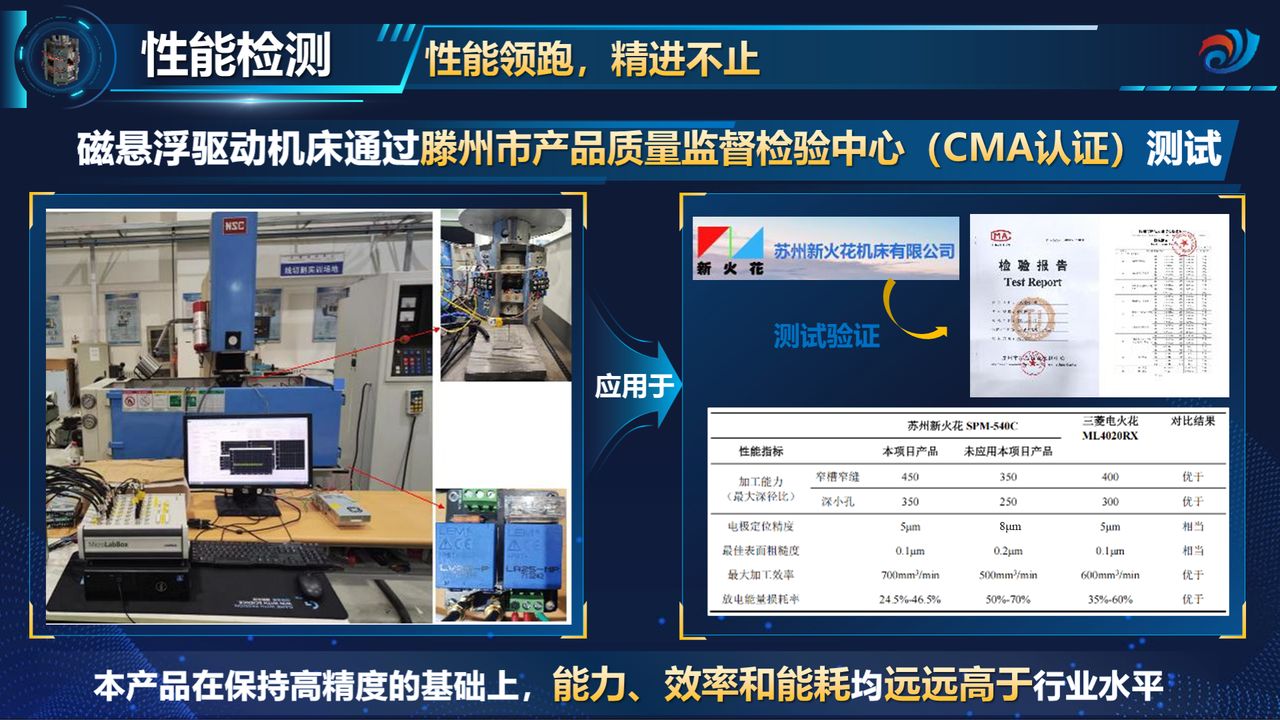 性能检测
性能领跑，精进不止
磁悬浮驱动机床通过滕州市产品质量监督检验中心（CMA认证）测试
NSC
线切割实训场地
MicroLabBox
LEM
LEM
应用于
新火花
苏州新火花机床有限公司
测试验证
MA
检验报告
Test Report
苏州新火花 SPM-540C 三菱电火花 ML4020RX 对比结果
性能指标 本项目产品 未应用本项目产品
加工能力（最大深径比） 窄槽窄缝 450 350 400 优于
深小孔 350 250 300 优于
电极定位精度 5μm 8μm 5μm 相当
最佳表面粗糙度 0.1μm 0.2μm 0.1μm 相当
最大加工效率 700mm³/min 500mm³/min 600mm³/min 优于
放电能量损耗率 24.5%-46.5% 50%-70% 35%-60% 优于
本产品在保持高精度的基础上，能力、效率和能耗均远远高于行业水平